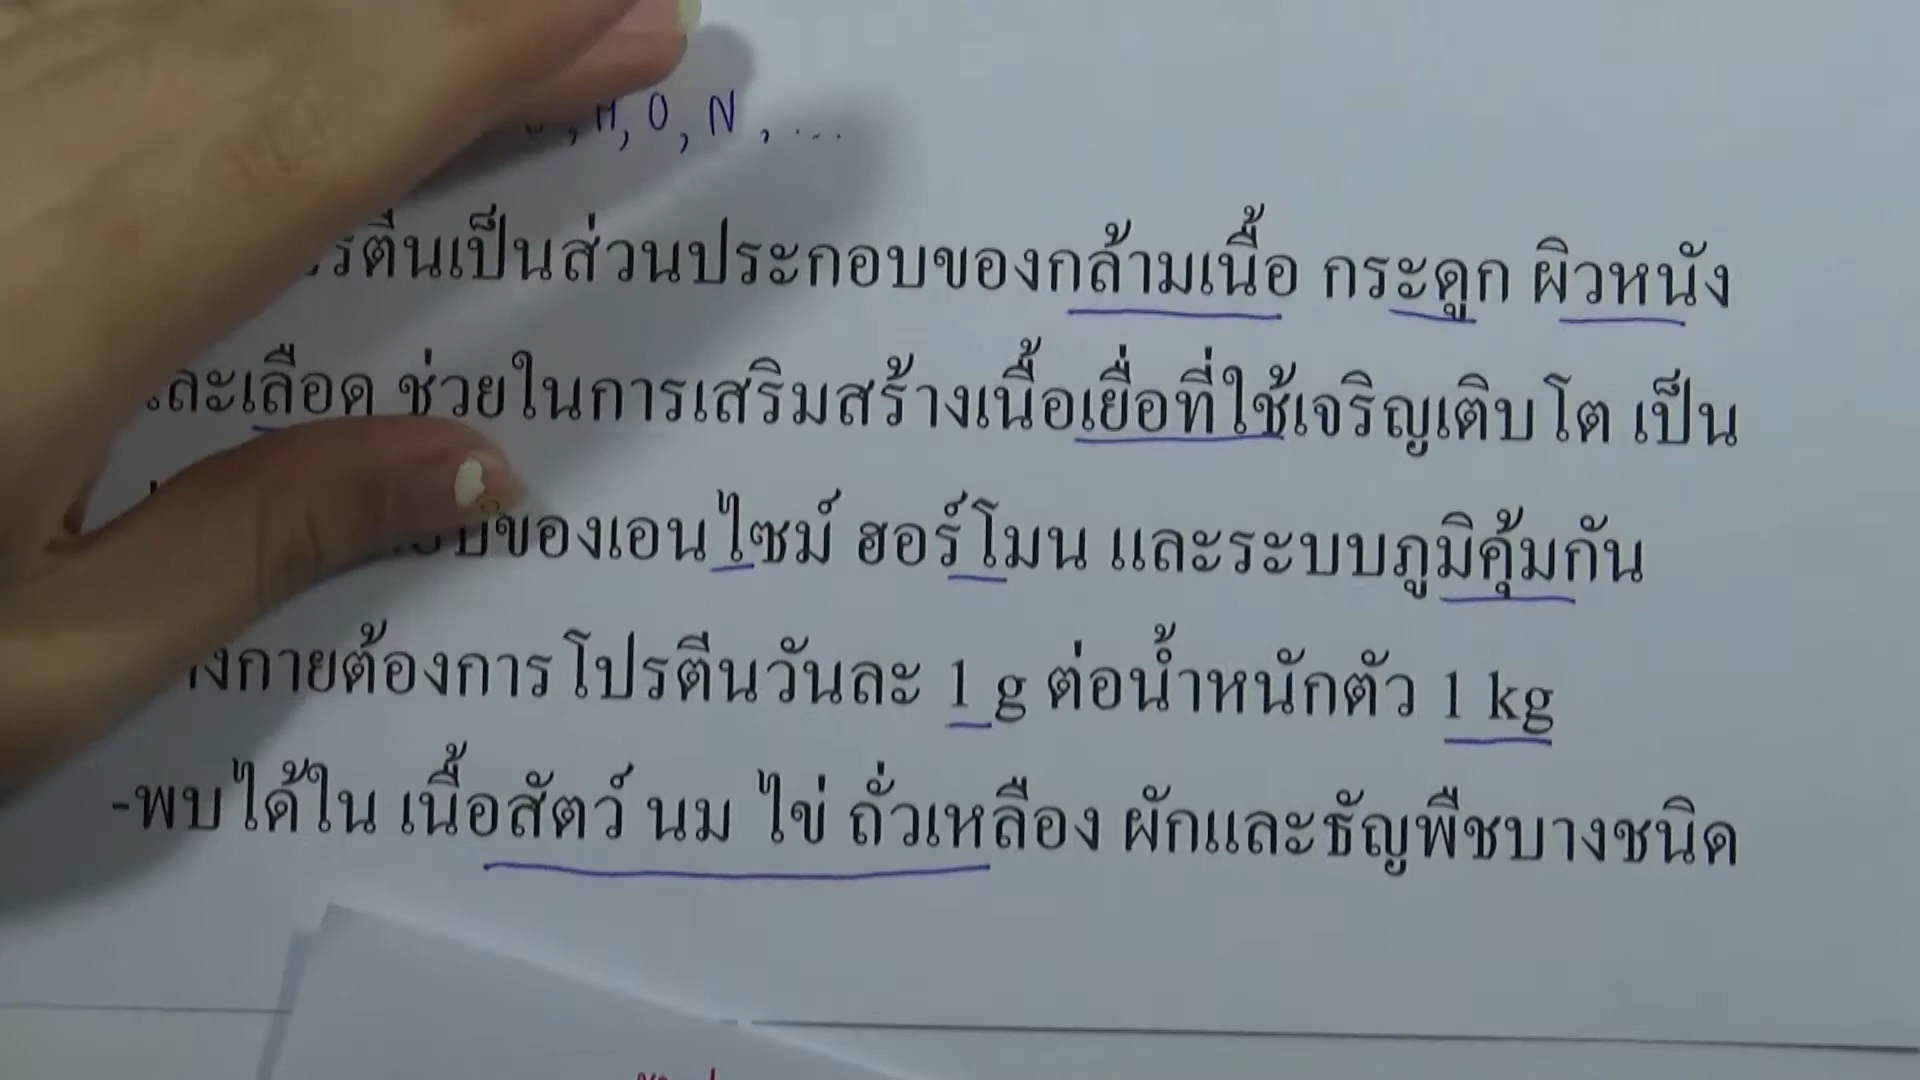 H, O, N, ...
เป็นส่วนประกอบของกล้ามเนื้อ กระดูก ผิวหนัง
และเลือด ช่วยในการเสริมสร้างเนื้อเยื่อที่ใช้เจริญเติบโต เป็น
ของเอนไซม์ ฮอร์โมน และระบบภูมิคุ้มกัน
ต้องการโปรตีนวันละ 1 g ต่อน้ำหนักตัว 1 kg
-พบได้ใน เนื้อสัตว์ นม ไข่ ถั่วเหลือง ผักและธัญพืชบางชนิด